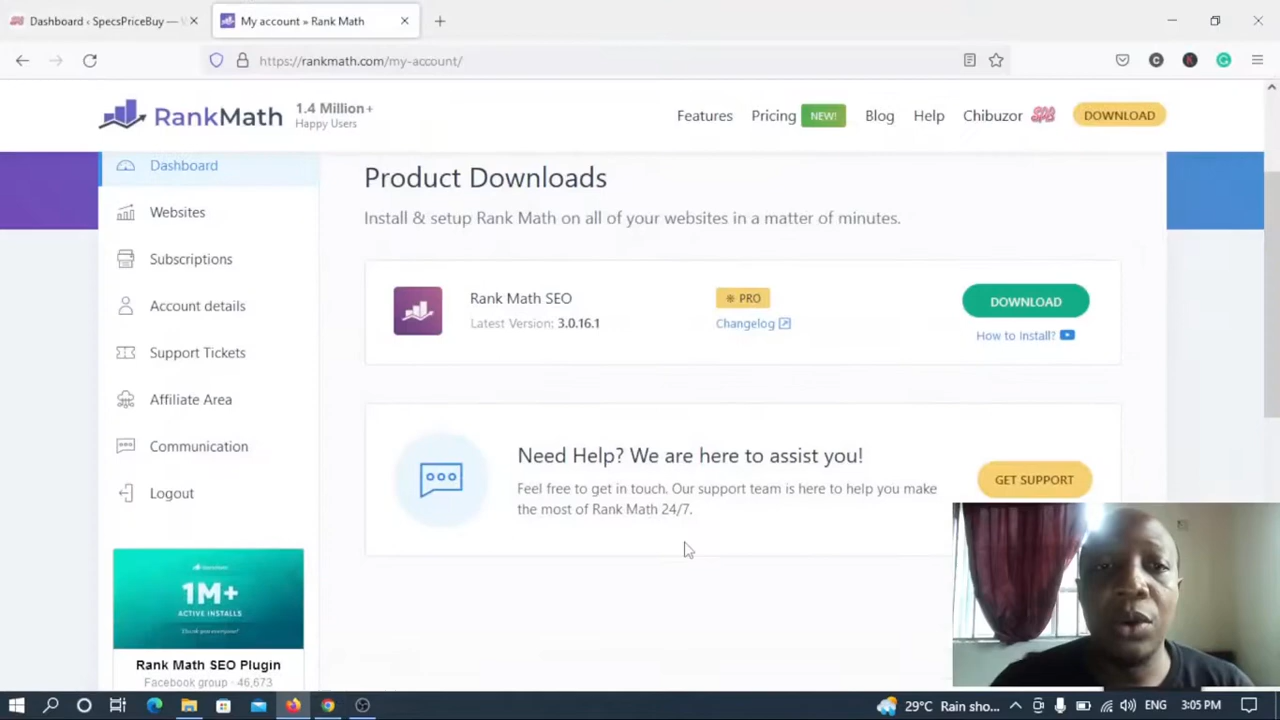 Dashboard ‹ SpecsPriceBuy —
My account » Rank Math
https://rankmath.com/my-account/
RankMath
1.4 Million+
Happy Users
Features
Pricing
NEW!
Blog
Help
Chibuzor
SPB
DOWNLOAD
Dashboard
Websites
Subscriptions
Account details
Support Tickets
Affiliate Area
Communication
Logout
Product Downloads
Install & setup Rank Math on all of your websites in a matter of minutes.
Rank Math SEO
Latest Version: 3.0.16.1
PRO
Changelog
DOWNLOAD
How to Install?
Need Help? We are here to assist you!
Feel free to get in touch. Our support team is here to help you make
the most of Rank Math 24/7.
GET SUPPORT
1M+
ACTIVE INSTALLS
Thank you everyone!
Rank Math SEO Plugin
Facebook group · 46,673
29°C Rain sho...
ENG
3:05 PM